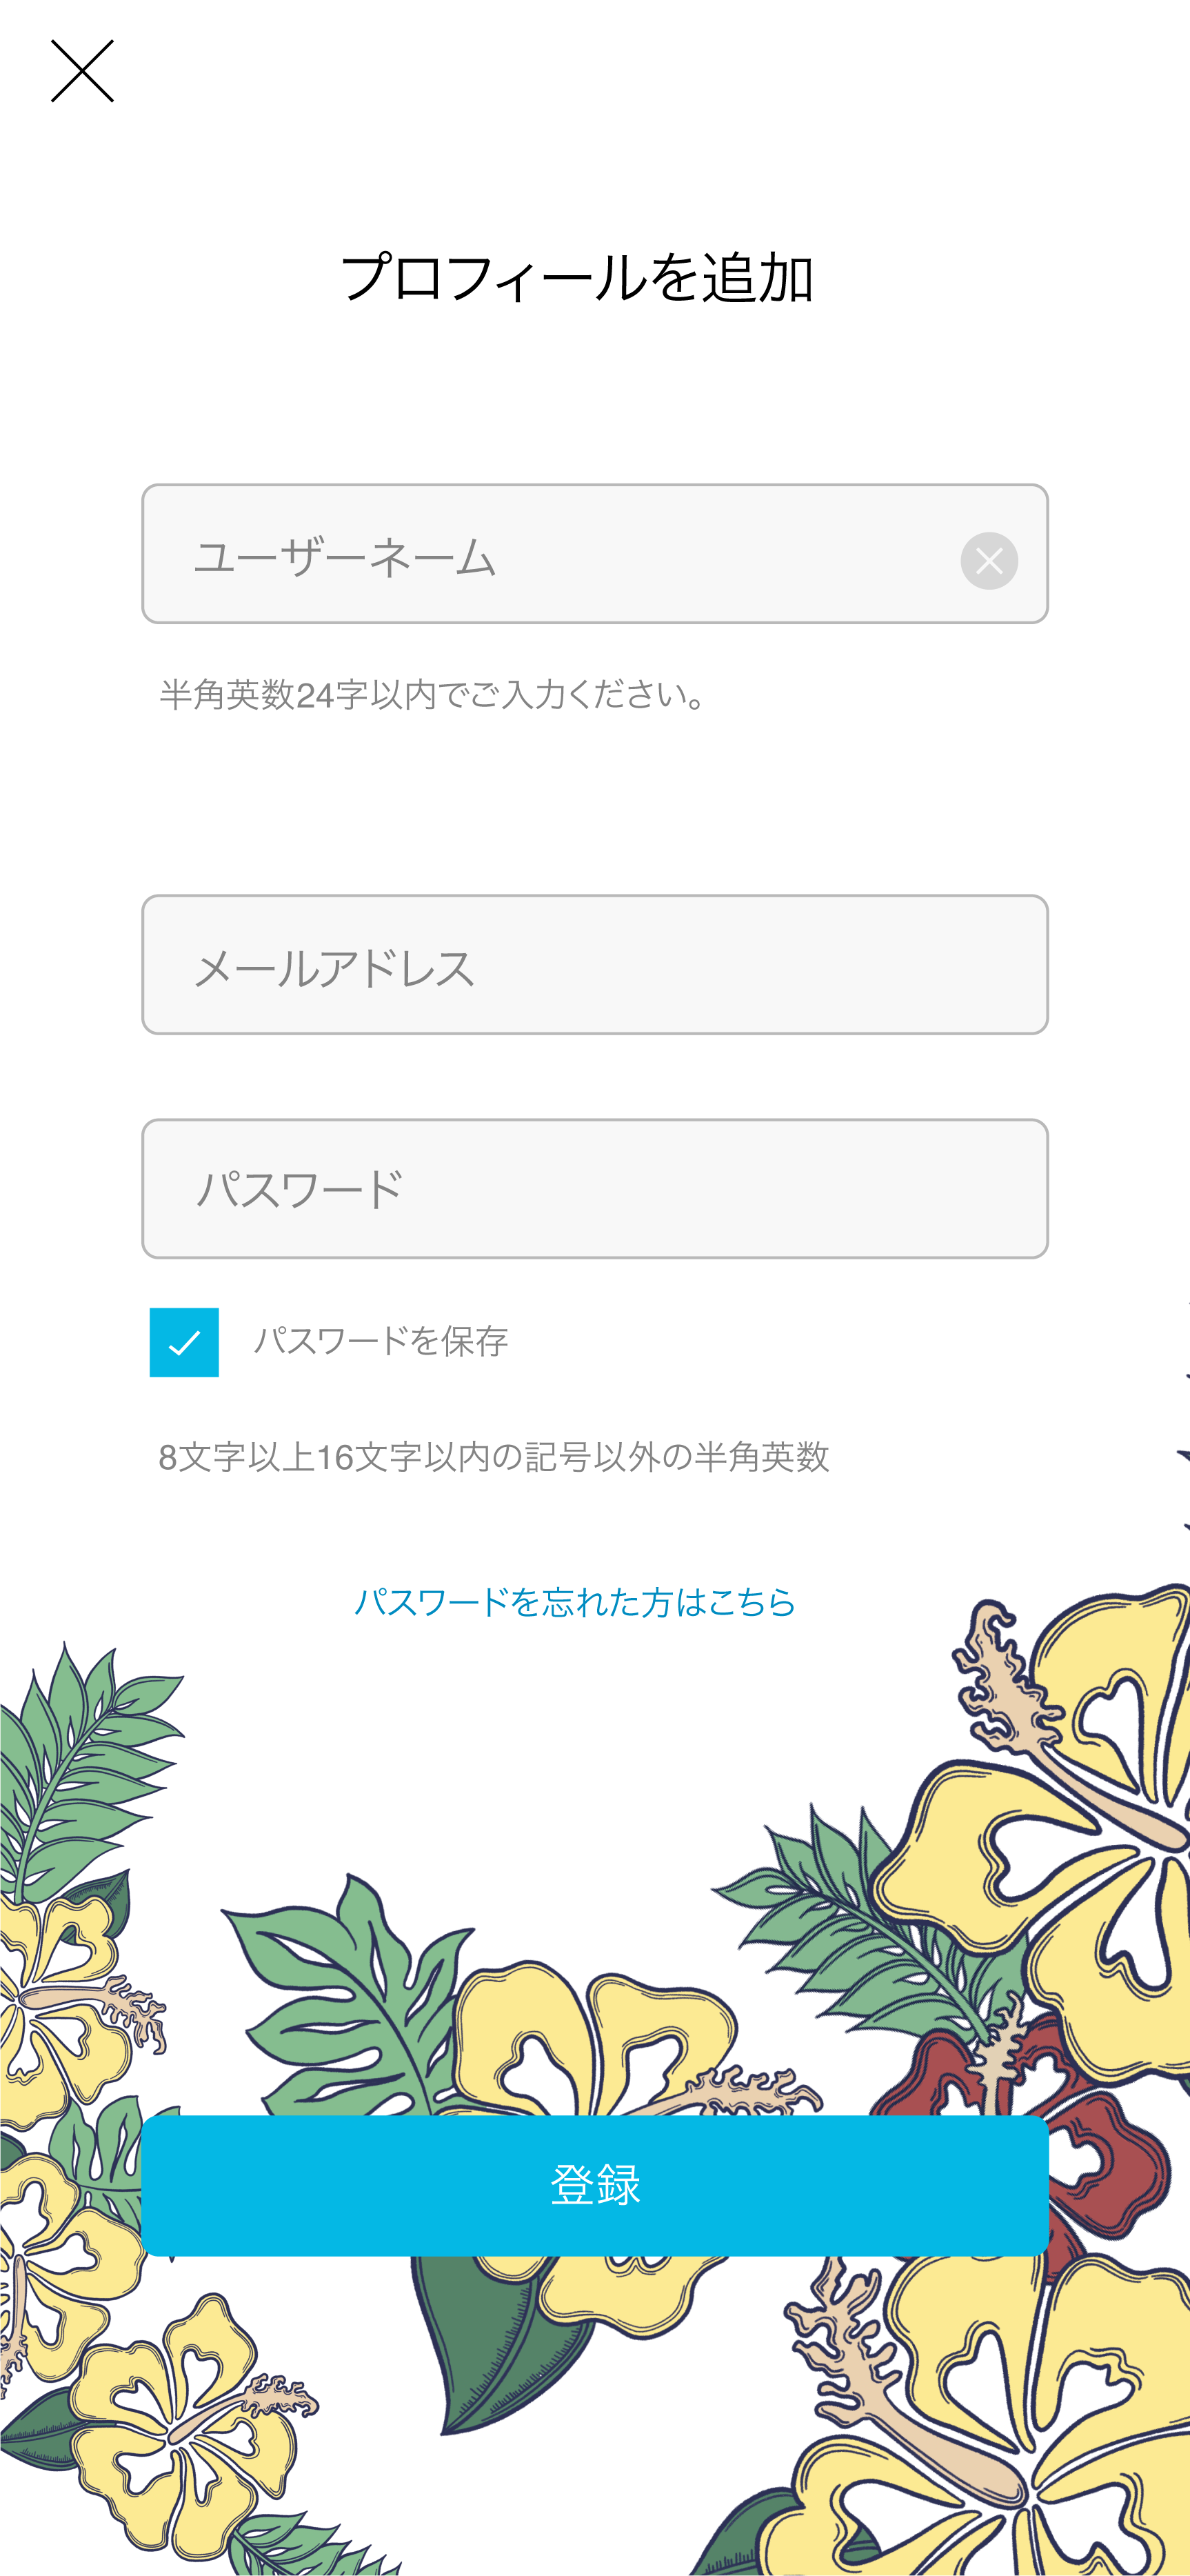 プロフィールを追加
ユーザーネーム
半角英数24字以内でご入力ください。
メールアドレス
パスワード
パスワードを保存
8文字以上16文字以内の記号以外の半角英数
パスワードを忘れた方はこちら
登録